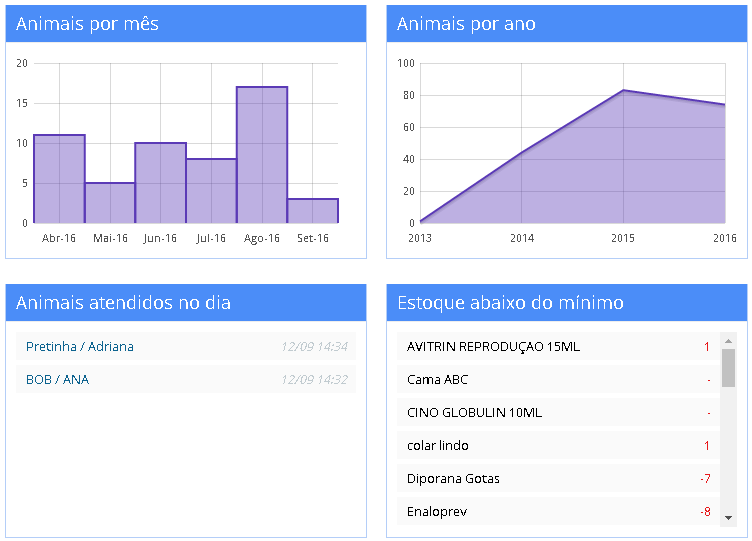 Animais por mês
20
15
10
5
0
Abr-16 Mai-16 Jun-16 Jul-16 Ago-16 Set-16
Animais por ano
100
80
60
40
20
0
2013 2014 2015 2016
Animais atendidos no dia
Pretinha / Adriana 12/09 14:34
BOB / ANA 12/09 14:32
Estoque abaixo do mínimo
AVITRIN REPRODUÇAO 15ML 1
Cama ABC -
CINO GLOBULIN 10ML -
colar lindo 1
Diporana Gotas -7
Enaloprev -8